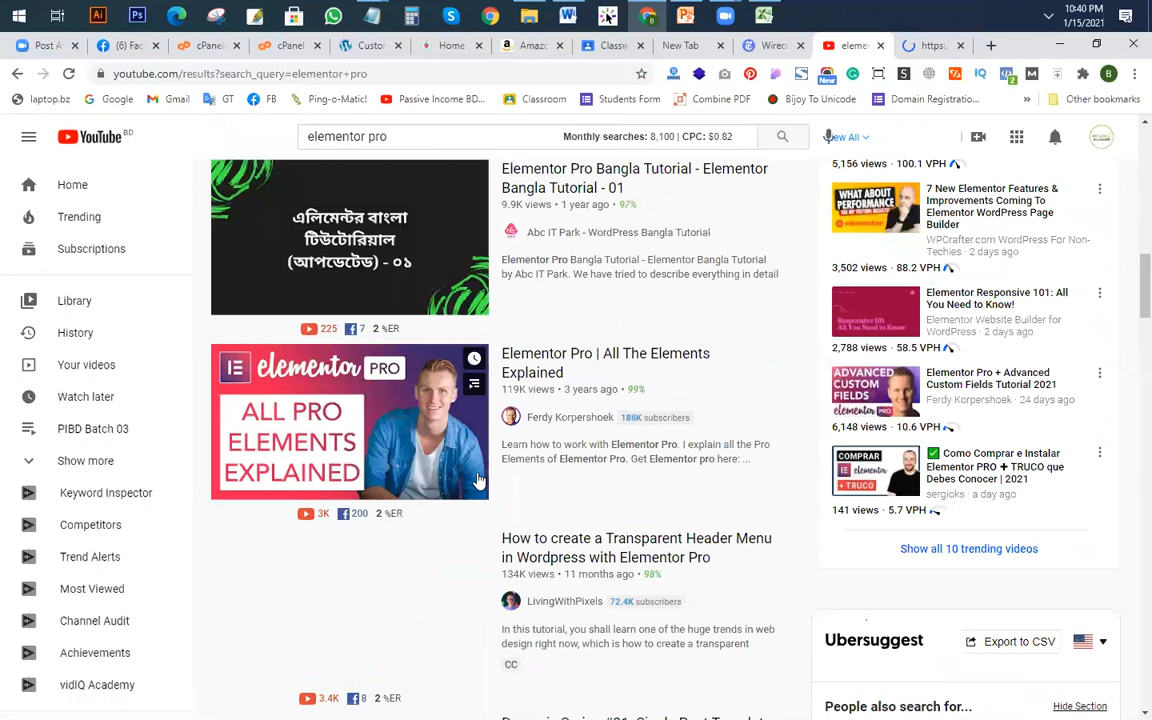 10:40 PM
1/15/2021
Post A
(6) Fac
cPanel
cPanel
Custor
Home
Amazo
Classw
New Tab
Wirecu
elemer
https:
youtube.com/results?search_query=elementor+pro
laptop.bz
Google
Gmail
GT
FB
Ping-o-Matic!
Passive Income BD...
Classroom
Students Form
Combine PDF
Bijoy To Unicode
Domain Registratio...
Other bookmarks
YouTube BD
elementor pro
Monthly searches: 8,100 | CPC: $0.82
Home
Trending
Subscriptions
Library
History
Your videos
Watch later
PIBD Batch 03
Show more
Keyword Inspector
Competitors
Trend Alerts
Most Viewed
Channel Audit
Achievements
vidIQ Academy
এলিমেন্টর বাংলা
টিউটোরিয়াল
(আপডেটেড) - ০১
Elementor Pro Bangla Tutorial - Elementor
Bangla Tutorial - 01
9.9K views • 1 year ago • 97%
Abc IT Park - WordPress Bangla Tutorial
Elementor Pro Bangla Tutorial - Elementor Bangla Tutorial
by Abc IT Park. We have tried to describe everything in detail
225 7 2 %ER
elementor PRO
ALL PRO
ELEMENTS
EXPLAINED
Elementor Pro | All The Elements
Explained
119K views • 3 years ago • 99%
Ferdy Korpershoek 186K subscribers
Learn how to work with Elementor Pro. I explain all the Pro
Elements of Elementor Pro. Get Elementor pro here: ...
3K 200 2 %ER
How to create a Transparent Header Menu
in Wordpress with Elementor Pro
134K views • 11 months ago • 98%
LivingWithPixels 72.4K subscribers
In this tutorial, you shall learn one of the huge trends in web
design right now, which is how to create a transparent
CC
3.4K 8 2 %ER
View All
5,156 views · 100.1 VPH
WHAT ABOUT
PERFORMANCE
7 New Elementor Features &
Improvements Coming To
Elementor WordPress Page
Builder
WPCrafter.com WordPress For Non-
Techies · 2 days ago
3,502 views · 88.2 VPH
Responsive 101:
All You Need to Know!
Elementor Responsive 101: All
You Need to Know!
Elementor Website Builder for
WordPress · 2 days ago
2,788 views · 58.5 VPH
ADVANCED
CUSTOM
FIELDS
elementor PRO
Elementor Pro + Advanced
Custom Fields Tutorial 2021
Ferdy Korpershoek · 24 days ago
6,148 views · 10.6 VPH
COMPRAR
elementor
+ TRUCO
✅ Como Comprar e Instalar
Elementor PRO ➕ TRUCO que
Debes Conocer | 2021
sergioks · a day ago
141 views · 5.7 VPH
Show all 10 trending videos
Ubersuggest
Export to CSV
People also search for...
Hide Section